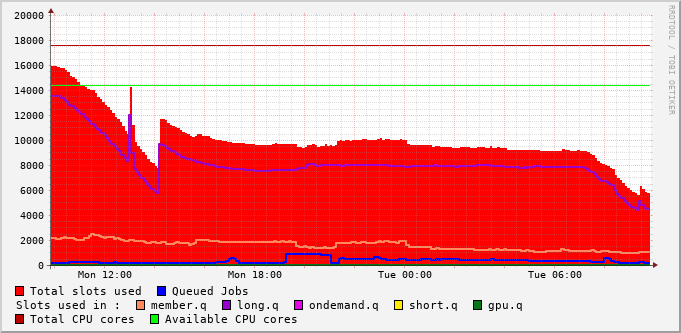 20000
18000
16000
14000
12000
10000
8000
6000
4000
2000
0
Mon 12:00 Mon 18:00 Tue 00:00 Tue 06:00
RRDTOOL / TOBI OETIKER
Total slots used Queued Jobs
Slots used in : member.q long.q ondemand.q short.q gpu.q
Total CPU cores Available CPU cores